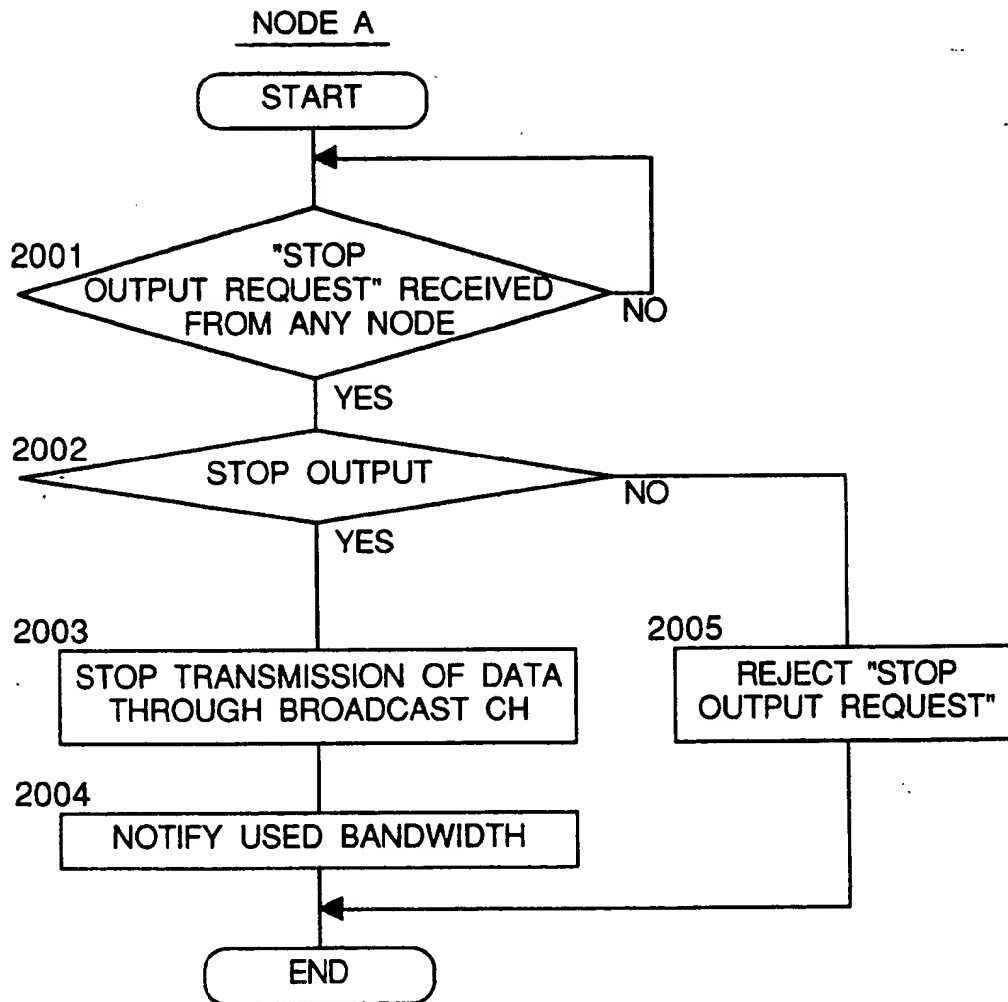 NODE A
START
2001
"STOP
OUTPUT REQUEST" RECEIVED
FROM ANY NODE
NO
YES
2002
STOP OUTPUT
NO
YES
2003
STOP TRANSMISSION OF DATA
THROUGH BROADCAST CH
2005
REJECT "STOP
OUTPUT REQUEST"
2004
NOTIFY USED BANDWIDTH
END